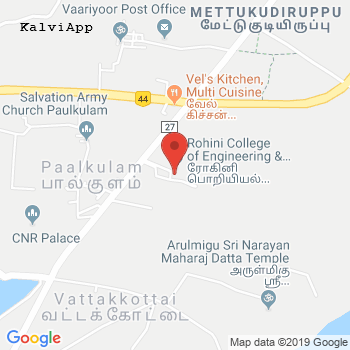 METTUKUDIRUPPU
மேட்டுகுடியிருப்பு
Vaariyoor Post Office
KalviApp
Vel's Kitchen,
Multi Cuisine
வேல்
கிச்சன்...
Salvation Army
Church Paulkulam
44
27
Rohini College
of Engineering &...
ரோகினி
பொறியியல்...
Paalkulam
பால்குளம்
CNR Palace
Arulmigu Sri Narayan
Maharaj Datta Temple
அருள்மிகு
ஸ்ரீ...
Vattakkottai
வட்டக்கோட்டை
Google
Map data ©2019 Google